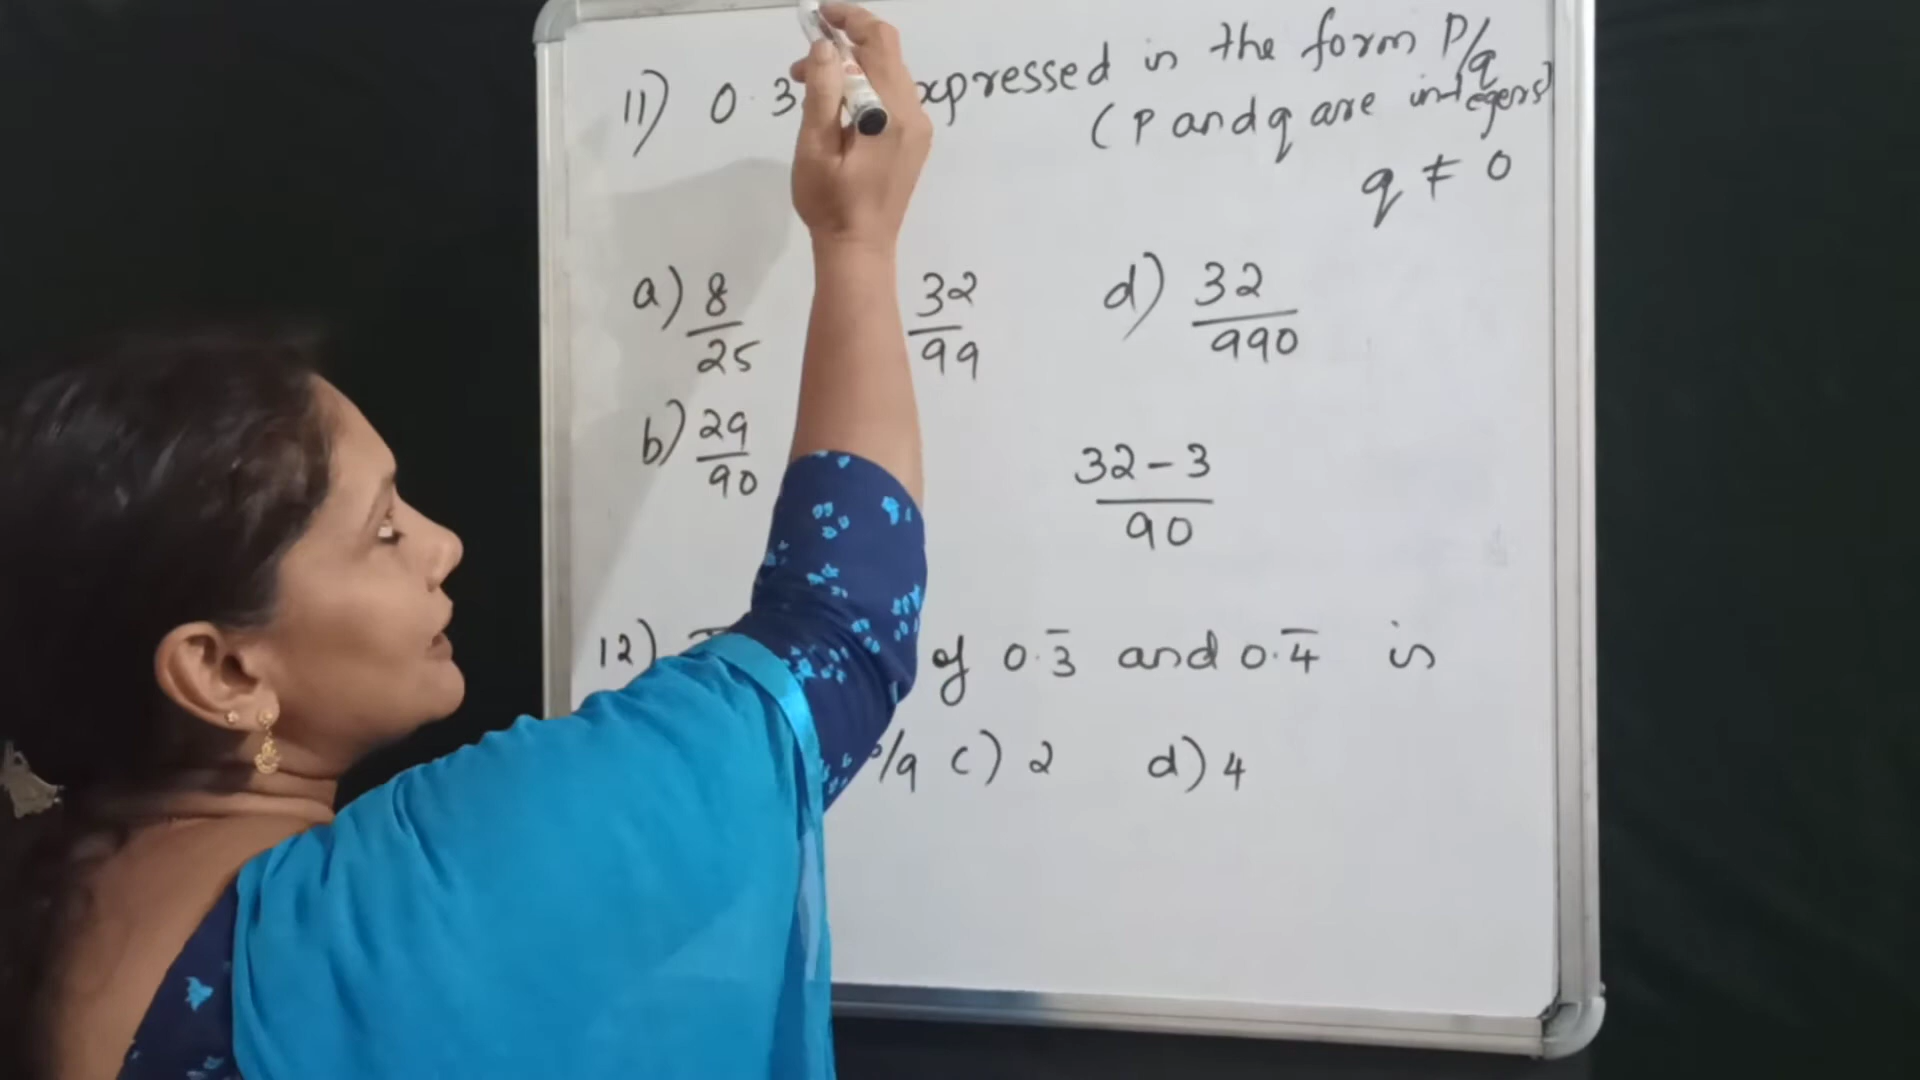 11) 0.3 expressed in the form P/q
(P and q are integers)
q ≠ 0
a) 8/25 32/99 d) 32/990
b) 29/90
32 - 3 / 90
12) of 0.3̅ and 0.4̅ is
/9 c) 2 d) 4